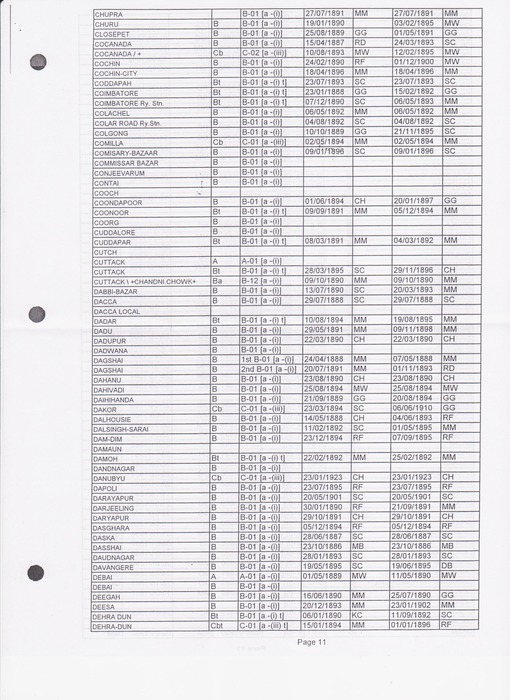 CHUPRA B-01 [a -(i)] 27/07/1891 MM 27/07/1891 MM
CHURU B B-01 [a -(i)] 19/01/1890 03/02/1895 MW
CLOSEPET B B-01 [a -(i)] 25/08/1889 GG 01/05/1891 GG
COCANADA B B-01 [a -(i)] 15/04/1887 RD 24/03/1893 SC
COCANADA / + Cb C-02 [a -(iii)] 10/08/1893 MW 12/02/1895 MW
COCHIN B B-01 [a -(i)] 24/02/1890 RF 01/12/1900 MW
COCHIN-CITY B B-01 [a -(i)] 18/04/1896 MM 18/04/1896 MM
CODDAPAH Bt B-01 [a -(i) t] 23/07/1893 SC 23/07/1893 SC
COIMBATORE Bt B-01 [a -(i) t] 23/01/1888 GG 15/02/1892 GG
COIMBATORE Ry. Stn. Bt B-01 [a -(i) t] 07/12/1890 SC 06/05/1893 MM
COLACHEL B B-01 [a -(i)] 06/05/1892 MM 06/05/1892 MM
COLAR ROAD Ry.Stn. B B-01 [a -(i)] 04/08/1892 SC 04/08/1892 SC
COLGONG B B-01 [a -(i)] 10/10/1889 GG 21/11/1895 SC
COMILLA Cb C-01 [a -(iii)] 02/05/1894 MM 02/05/1894 MM
COMISARY-BAZAAR B B-01 [a -(i)] 09/01/1896 SC 09/01/1896 SC
COMMISSAR BAZAR B B-01 [a -(i)]
CONJEEVARUM B B-01 [a -(i)]
CONTAI B B-01 [a -(i)]
COOCH
COONDAPOOR B B-01 [a -(i)] 01/06/1894 CH 20/01/1897 GG
COONOOR Bt B-01 [a -(i) t] 09/09/1891 MM 05/12/1894 MM
COORG B B-01 [a -(i)]
CUDDALORE B B-01 [a -(i)]
CUDDAPAR Bt B-01 [a -(i) t] 08/03/1891 MM 04/03/1892 MM
CUTCH
CUTTACK A A-01 [a -(i)]
CUTTACK Bt B-01 [a -(i) t] 28/03/1895 SC 29/11/1896 CH
CUTTACK \ +CHANDNI CHOWK+ Ba B-12 [a -(i)] 09/10/1890 MM 09/10/1890 MM
DABBI-BAZAR B B-01 [a -(i)] 13/07/1890 SC 20/03/1893 MM
DACCA B B-01 [a -(i)] 29/07/1888 SC 29/07/1888 SC
DACCA LOCAL
DADAR Bt B-01 [a -(i) t] 10/08/1894 MM 19/08/1895 MM
DADU B B-01 [a -(i)] 29/05/1891 MM 09/11/1898 MM
DADUPUR B B-01 [a -(i)] 22/03/1890 CH 22/03/1890 CH
DADWANA B B-01 [a -(i)]
DAGSHAI B 1st B-01 [a -(i)] 24/04/1888 MM 07/05/1888 MM
DAGSHAI B 2nd B-01 [a -(i)] 20/07/1891 MM 01/11/1893 RD
DAHANU B B-01 [a -(i)] 23/08/1890 CH 23/08/1890 CH
DAHIVADI B B-01 [a -(i)] 25/08/1894 MW 25/08/1894 MW
DAIHIHANDA B B-01 [a -(i)] 21/09/1889 GG 20/08/1894 GG
DAKOR Cb C-01 [a -(iii)] 23/03/1894 SC 06/06/1910 GG
DALHOUSIE B B-01 [a -(i)] 14/05/1888 CH 04/06/1893 RF
DALSINGH-SARAI B B-01 [a -(i)] 11/02/1892 SC 01/05/1895 MM
DAM-DIM B B-01 [a -(i)] 23/12/1894 RF 07/09/1895 RF
DAMAUN
DAMOH Bt B-01 [a -(i) t] 22/02/1892 MM 25/02/1892 MM
DANDNAGAR B B-01 [a -(i)]
DANUBYU Cb C-01 [a -(iii)] 23/01/1923 CH 23/01/1923 CH
DAPOLI B B-01 [a -(i)] 23/07/1895 RF 23/07/1895 RF
DARAYAPUR B B-01 [a -(i)] 20/05/1901 SC 20/05/1901 SC
DARJEELING B B-01 [a -(i)] 30/01/1890 RF 21/09/1891 MM
DARYAPUR B B-01 [a -(i)] 29/10/1891 CH 29/10/1891 CH
DASGHARA B B-01 [a -(i)] 05/12/1894 RF 05/12/1894 RF
DASKA B B-01 [a -(i)] 28/06/1887 SC 28/06/1887 SC
DASSHAI B B-01 [a -(i)] 23/10/1886 MB 23/10/1886 MB
DAUDNAGAR B B-01 [a -(i)] 28/01/1893 SC 28/01/1893 SC
DAVANGERE B B-01 [a -(i)] 19/05/1895 SC 19/06/1895 DB
DEBAI A A-01 [a -(i)] 01/05/1889 MW 11/05/1890 MW
DEBAI B B-01 [a -(i)]
DEEGAH B B-01 [a -(i)] 16/06/1890 MM 25/07/1890 GG
DEESA B B-01 [a -(i)] 20/12/1893 MM 23/01/1902 MM
DEHRA DUN Bt B-01 [a -(i) t] 06/01/1890 KC 11/09/1892 SC
DEHRA-DUN Cbt C-01 [a -(iii) t] 15/01/1894 MM 01/01/1896 RF
Page 11